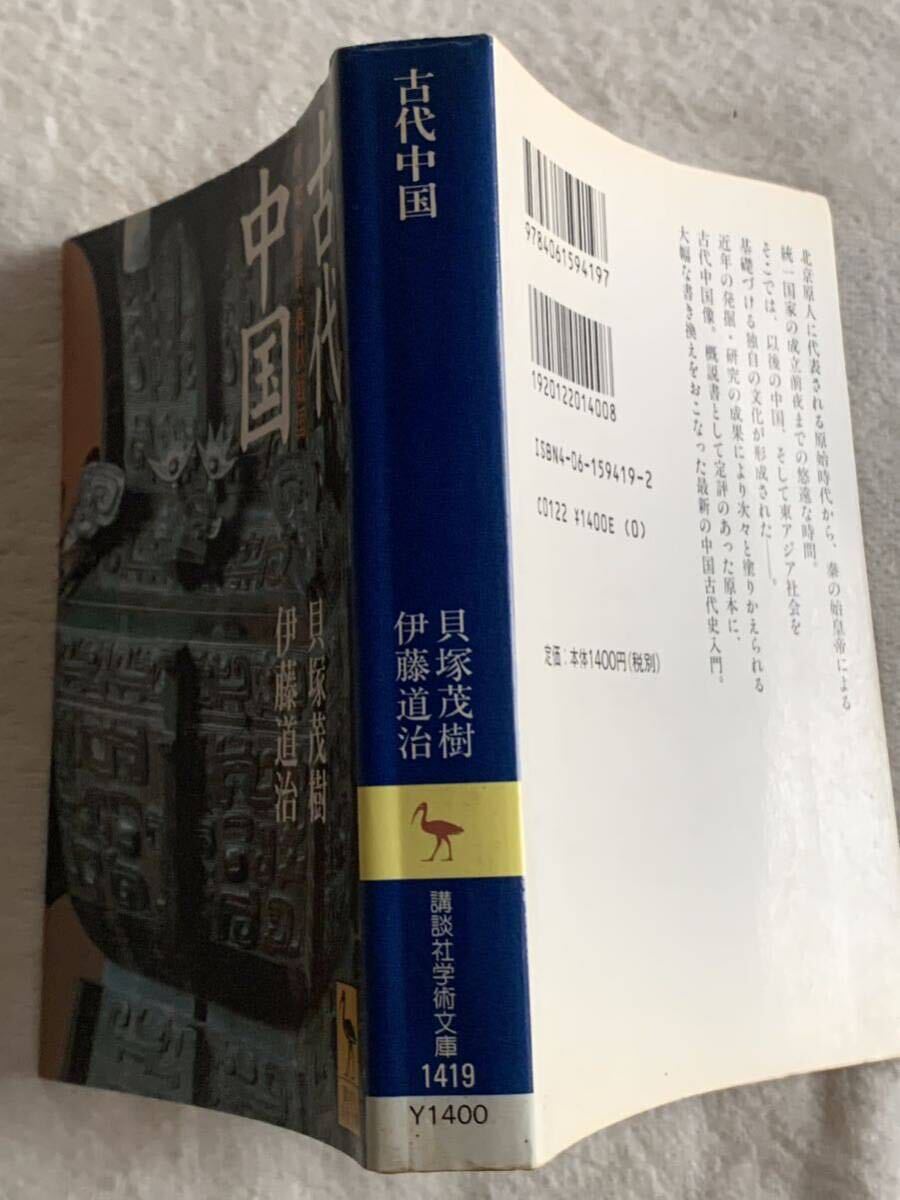 古代
中国
貝塚茂樹
伊藤道治
古代中国
貝塚茂樹
伊藤道治
講談社学術文庫
1419
Y1400
9784061594197
1920122014008
ISBN4-06-159419-2
C0122 ¥1400E (0)
定価：本体1400円(税別)
北京原人に代表される原始時代から、秦の始皇帝による
統一国家の成立前夜までの悠遠な時間。
そこでは、以後の中国、そして東アジア社会を
基礎づける独自の文化が形成された――。
近年の発掘・研究の成果により次々と塗りかえられる
古代中国像。概説書として定評のあった原本に、
大幅な書き換えをおこなった最新の中国古代史入門。